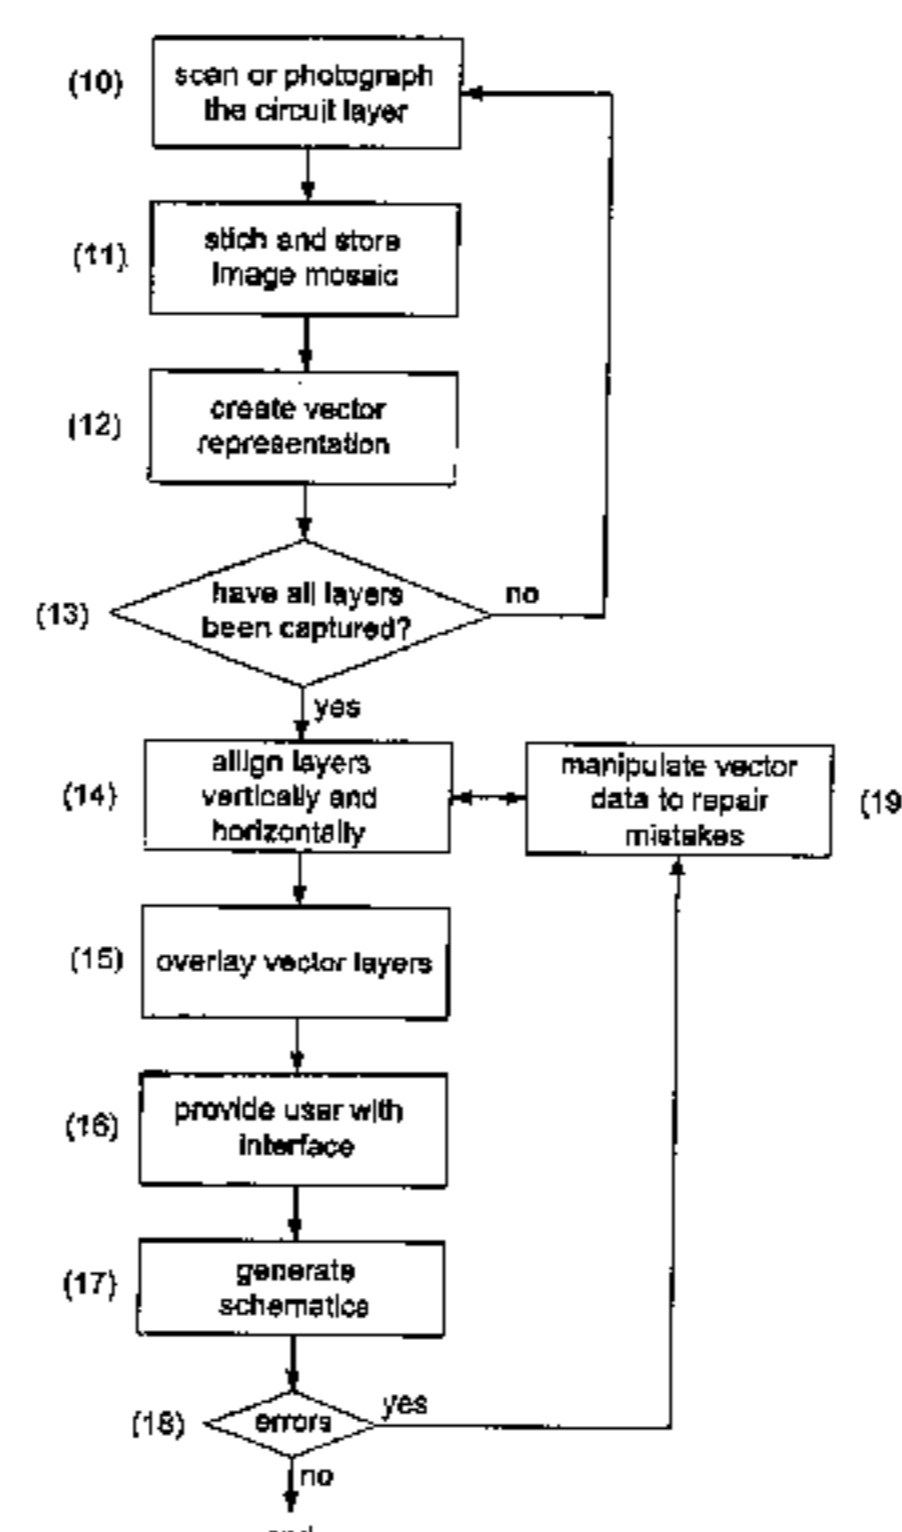 (10)
scan or photograph
the circuit layer
(11)
stich and store
image mosaic
(12)
create vector
representation
(13)
have all layers
been captured?
no
yes
(14)
allign layers
vertically and
horizontally
manipulate vector
data to repair
mistakes
(19
(15)
overlay vector layers
(16)
provide user with
interface
(17)
generate
schematics
(18)
errors
yes
no